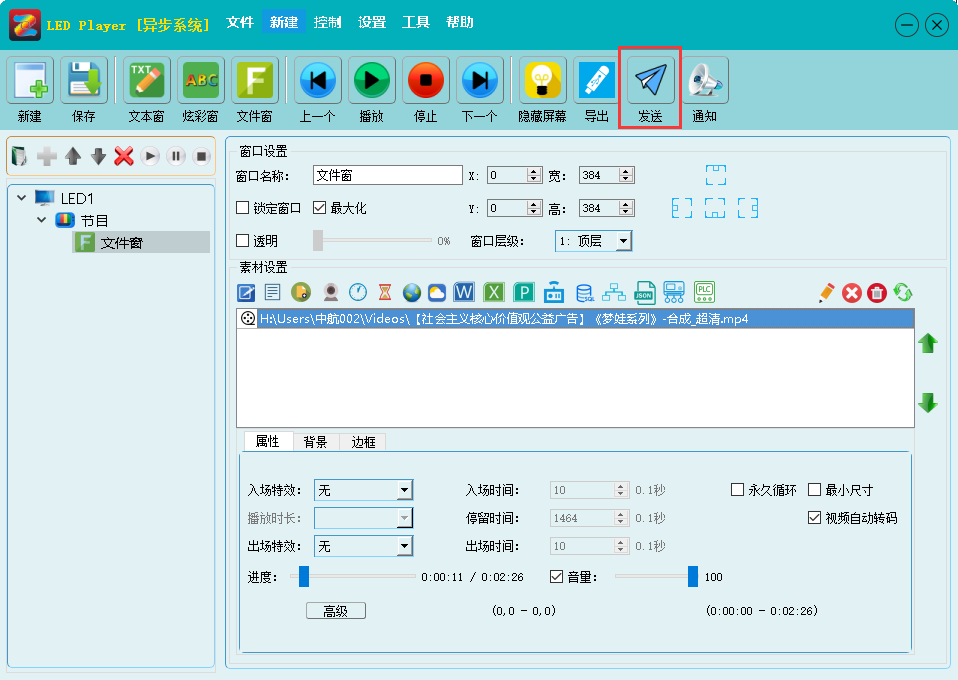 LED Player [异步系统] 文件 新建 控制 设置 工具 帮助
TXT ABC F
新建 保存 文本窗 炫彩窗 文件窗 上一个 播放 停止 下一个 隐藏屏幕 导出 发送 通知
LED1
节目
F 文件窗
窗口设置
窗口名称: 文件窗 X: 0 宽: 384
锁定窗口 最大化 Y: 0 高: 384
透明 0% 窗口层级: 1: 顶层
素材设置
W X P SQL JSON PLC
H:\Users\中航002\Videos\【社会主义核心价值观公益广告】《梦娃系列》-合成_超清.mp4
属性 背景 边框
入场特效: 无 入场时间: 10 0.1秒 永久循环 最小尺寸
播放时长: 停留时间: 1464 0.1秒 视频自动转码
出场特效: 无 出场时间: 10 0.1秒
进度: 0:00:11 / 0:02:26 音量: 100
高级 (0,0 - 0,0) (0:00:00 - 0:02:26)